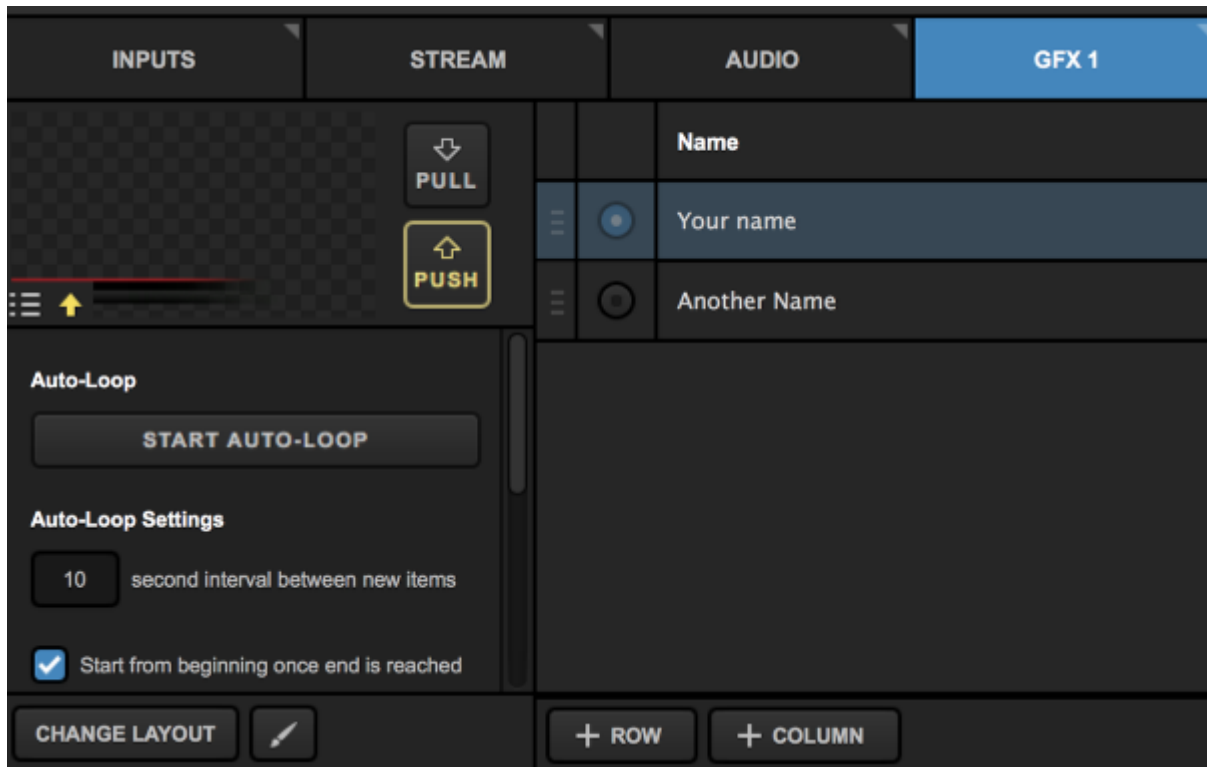 INPUTS STREAM AUDIO GFX 1
PULL
PUSH
Name
Your name
Another Name
Auto-Loop
START AUTO-LOOP
Auto-Loop Settings
10 second interval between new items
Start from beginning once end is reached
CHANGE LAYOUT
+ ROW + COLUMN